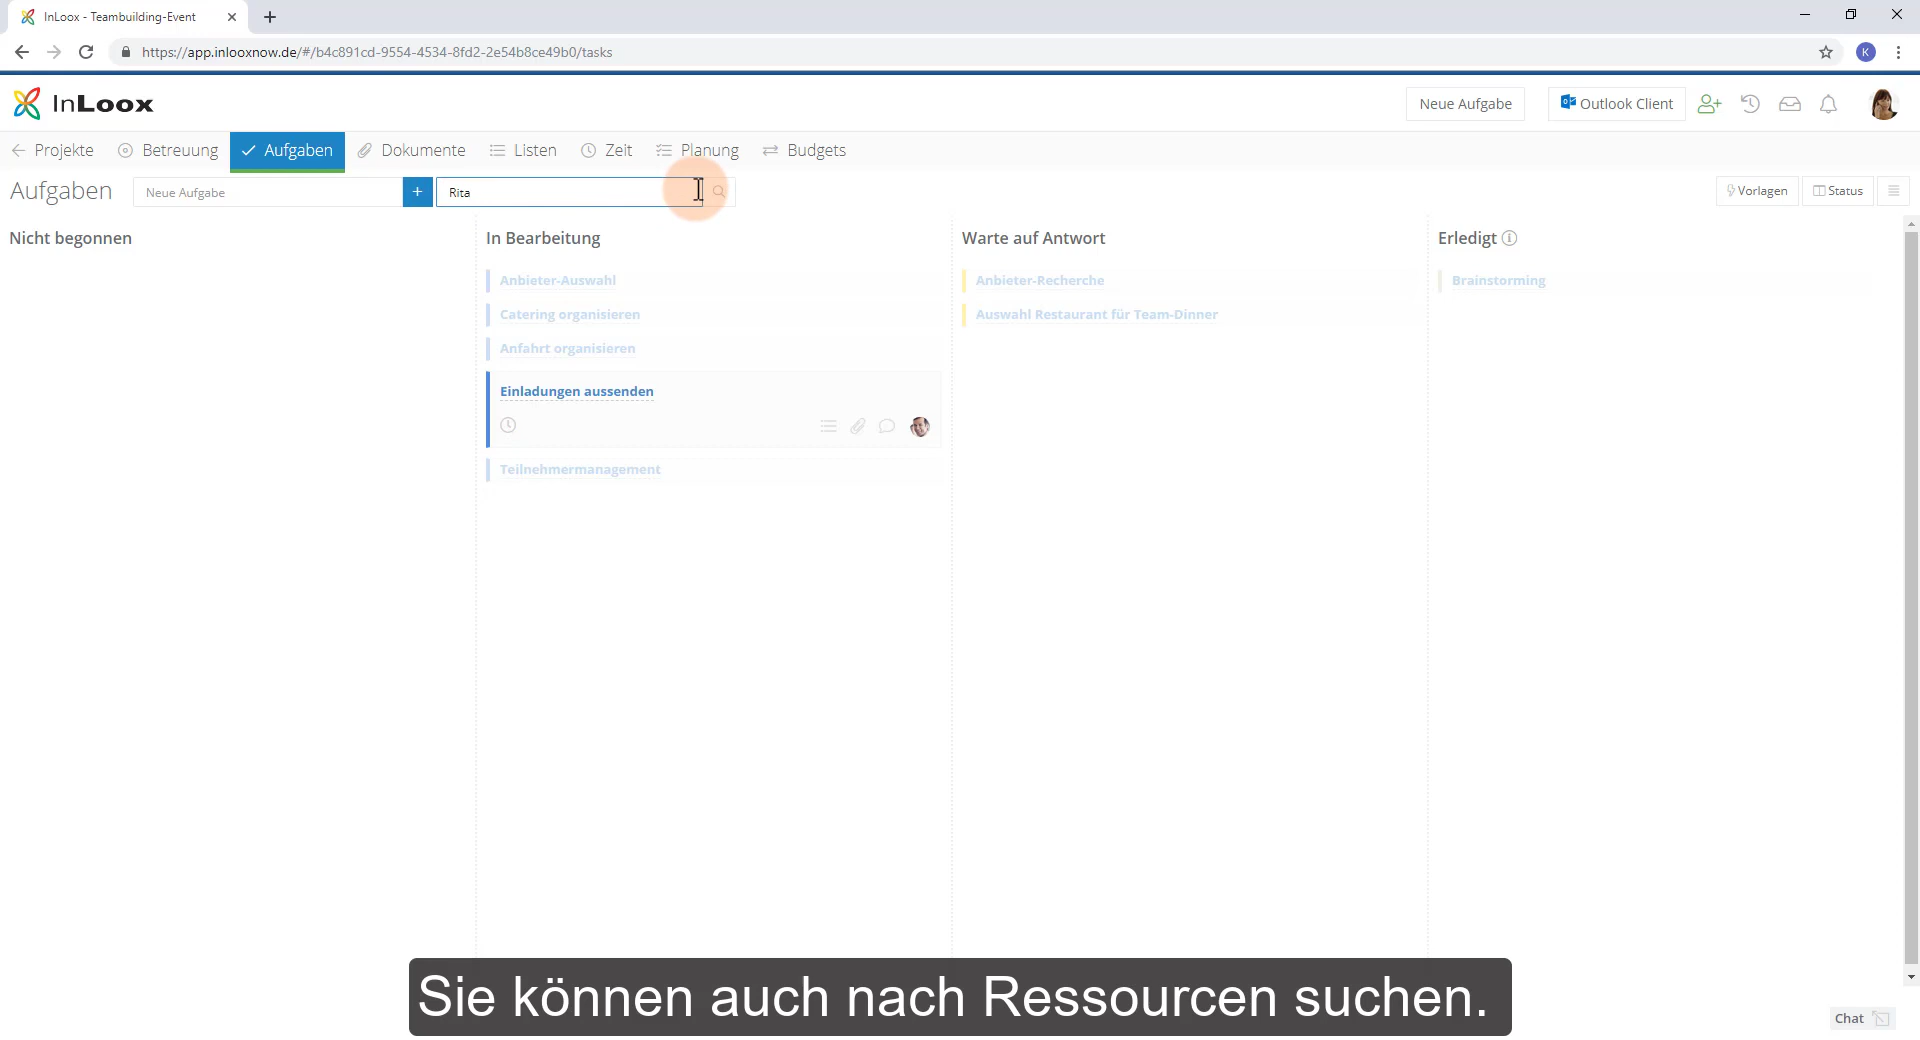 InLoox - Teambuilding-Event
https://app.inlooxnow.de/#/b4c891cd-9554-4534-8fd2-2e54b8ce49b0/tasks
K
InLoox
Neue Aufgabe
Outlook Client
Projekte
Betreuung
Aufgaben
Dokumente
Listen
Zeit
Planung
Budgets
Aufgaben
Neue Aufgabe
+
Rita
Vorlagen
Status
Nicht begonnen
In Bearbeitung
Warte auf Antwort
Erledigt
Anbieter-Auswahl
Anbieter-Recherche
Brainstorming
Catering organisieren
Auswahl Restaurant für Team-Dinner
Anfahrt organisieren
Einladungen aussenden
Teilnehmermanagement
Sie können auch nach Ressourcen suchen.
Chat